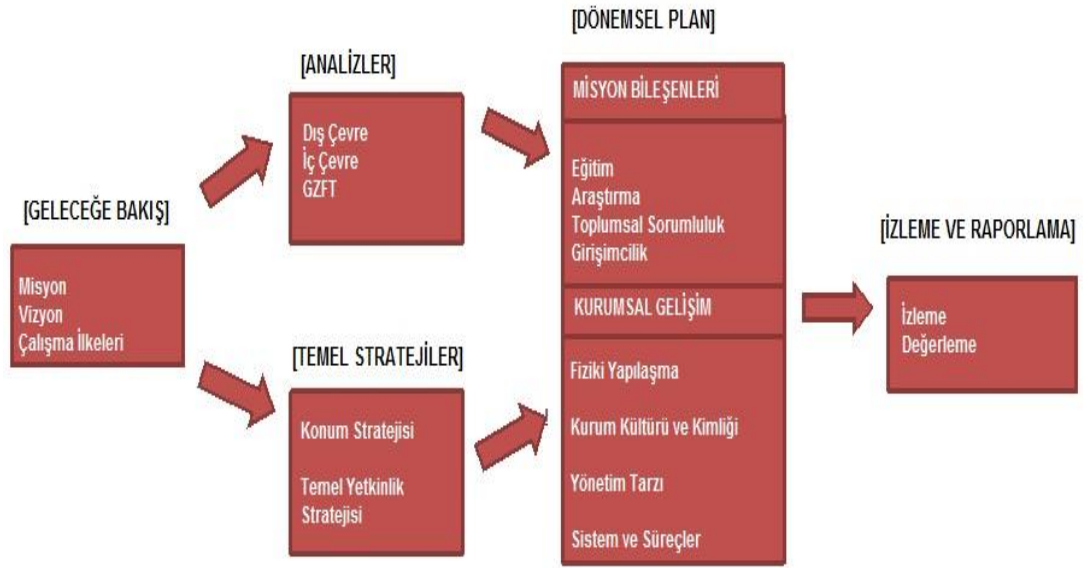 [GELECEĞE BAKIŞ]
Misyon
Vizyon
Çalışma İlkeleri
[ANALİZLER]
Dış Çevre
İç Çevre
GZFT
[TEMEL STRATEJİLER]
Konum Stratejisi
Temel Yetkinlik
Stratejisi
[DÖNEMSEL PLAN]
MİSYON BİLEŞENLERİ
Eğitim
Araştırma
Toplumsal Sorumluluk
Girişimcilik
KURUMSAL GELİŞİM
Fiziki Yapılaşma
Kurum Kültürü ve Kimliği
Yönetim Tarzı
Sistem ve Süreçler
[İZLEME VE RAPORLAMA]
İzleme
Değerleme